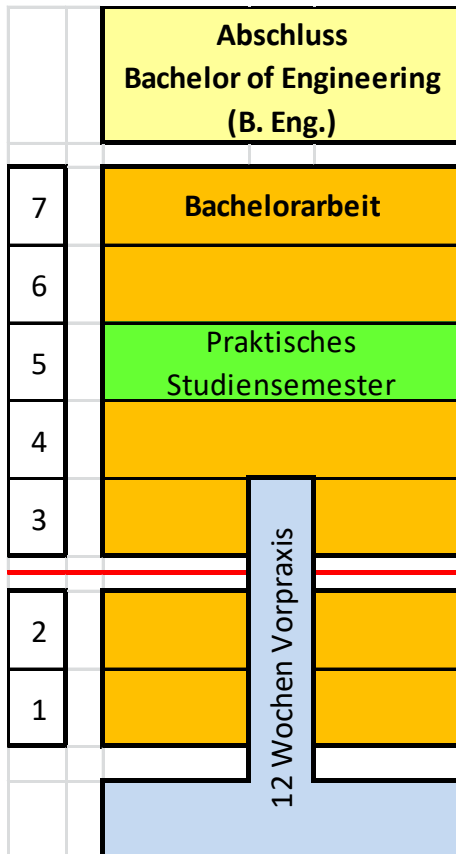 Abschluss
Bachelor of Engineering
(B. Eng.)
7
Bachelorarbeit
6
5
Praktisches
Studiensemester
4
3
12 Wochen Vorpraxis
2
1